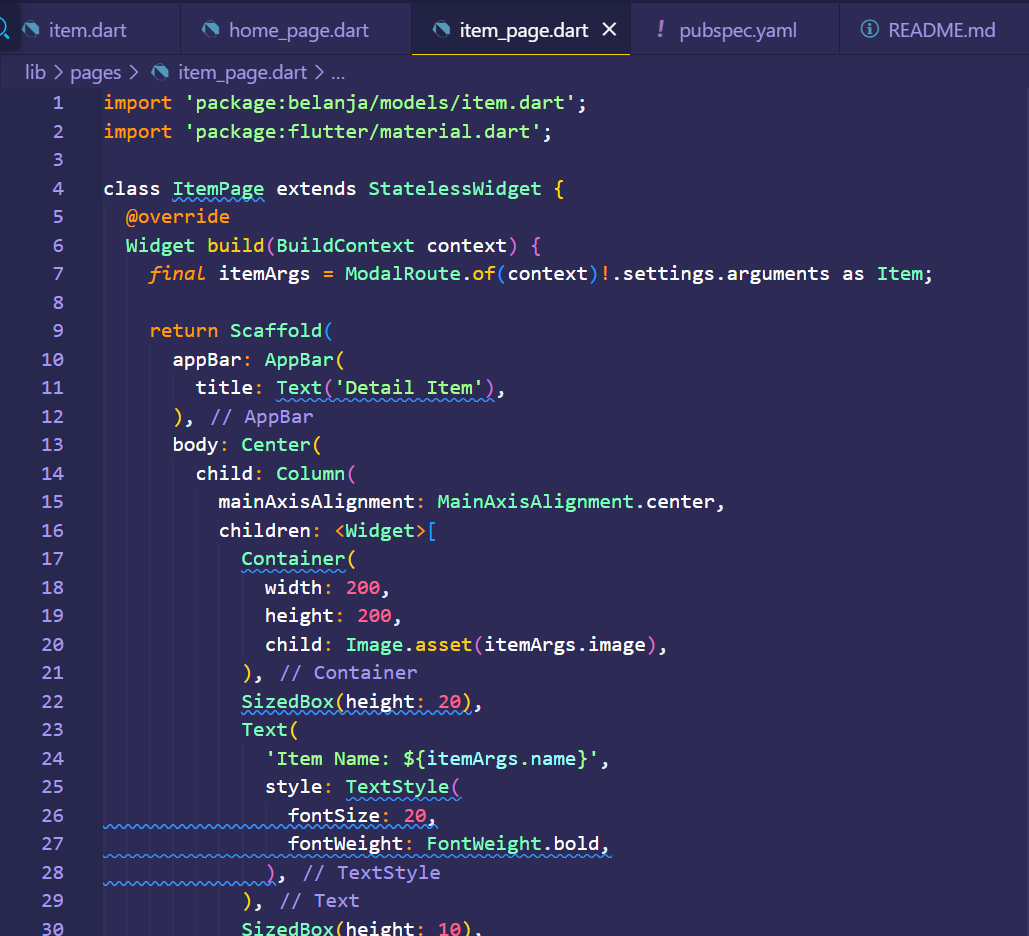 item.dart home_page.dart item_page.dart pubspec.yaml README.md
lib > pages > item_page.dart > ...
1 import 'package:belanja/models/item.dart';
2 import 'package:flutter/material.dart';
3
4 class ItemPage extends StatelessWidget {
5 @override
6 Widget build(BuildContext context) {
7 final itemArgs = ModalRoute.of(context)!.settings.arguments as Item;
8
9 return Scaffold(
10 appBar: AppBar(
11 title: Text('Detail Item'),
12 ), // AppBar
13 body: Center(
14 child: Column(
15 mainAxisAlignment: MainAxisAlignment.center,
16 children: <Widget>[
17 Container(
18 width: 200,
19 height: 200,
20 child: Image.asset(itemArgs.image),
21 ), // Container
22 SizedBox(height: 20),
23 Text(
24 'Item Name: ${itemArgs.name}',
25 style: TextStyle(
26 fontSize: 20,
27 fontWeight: FontWeight.bold,
28 ), // TextStyle
29 ), // Text
30 SizedBox(height: 10),